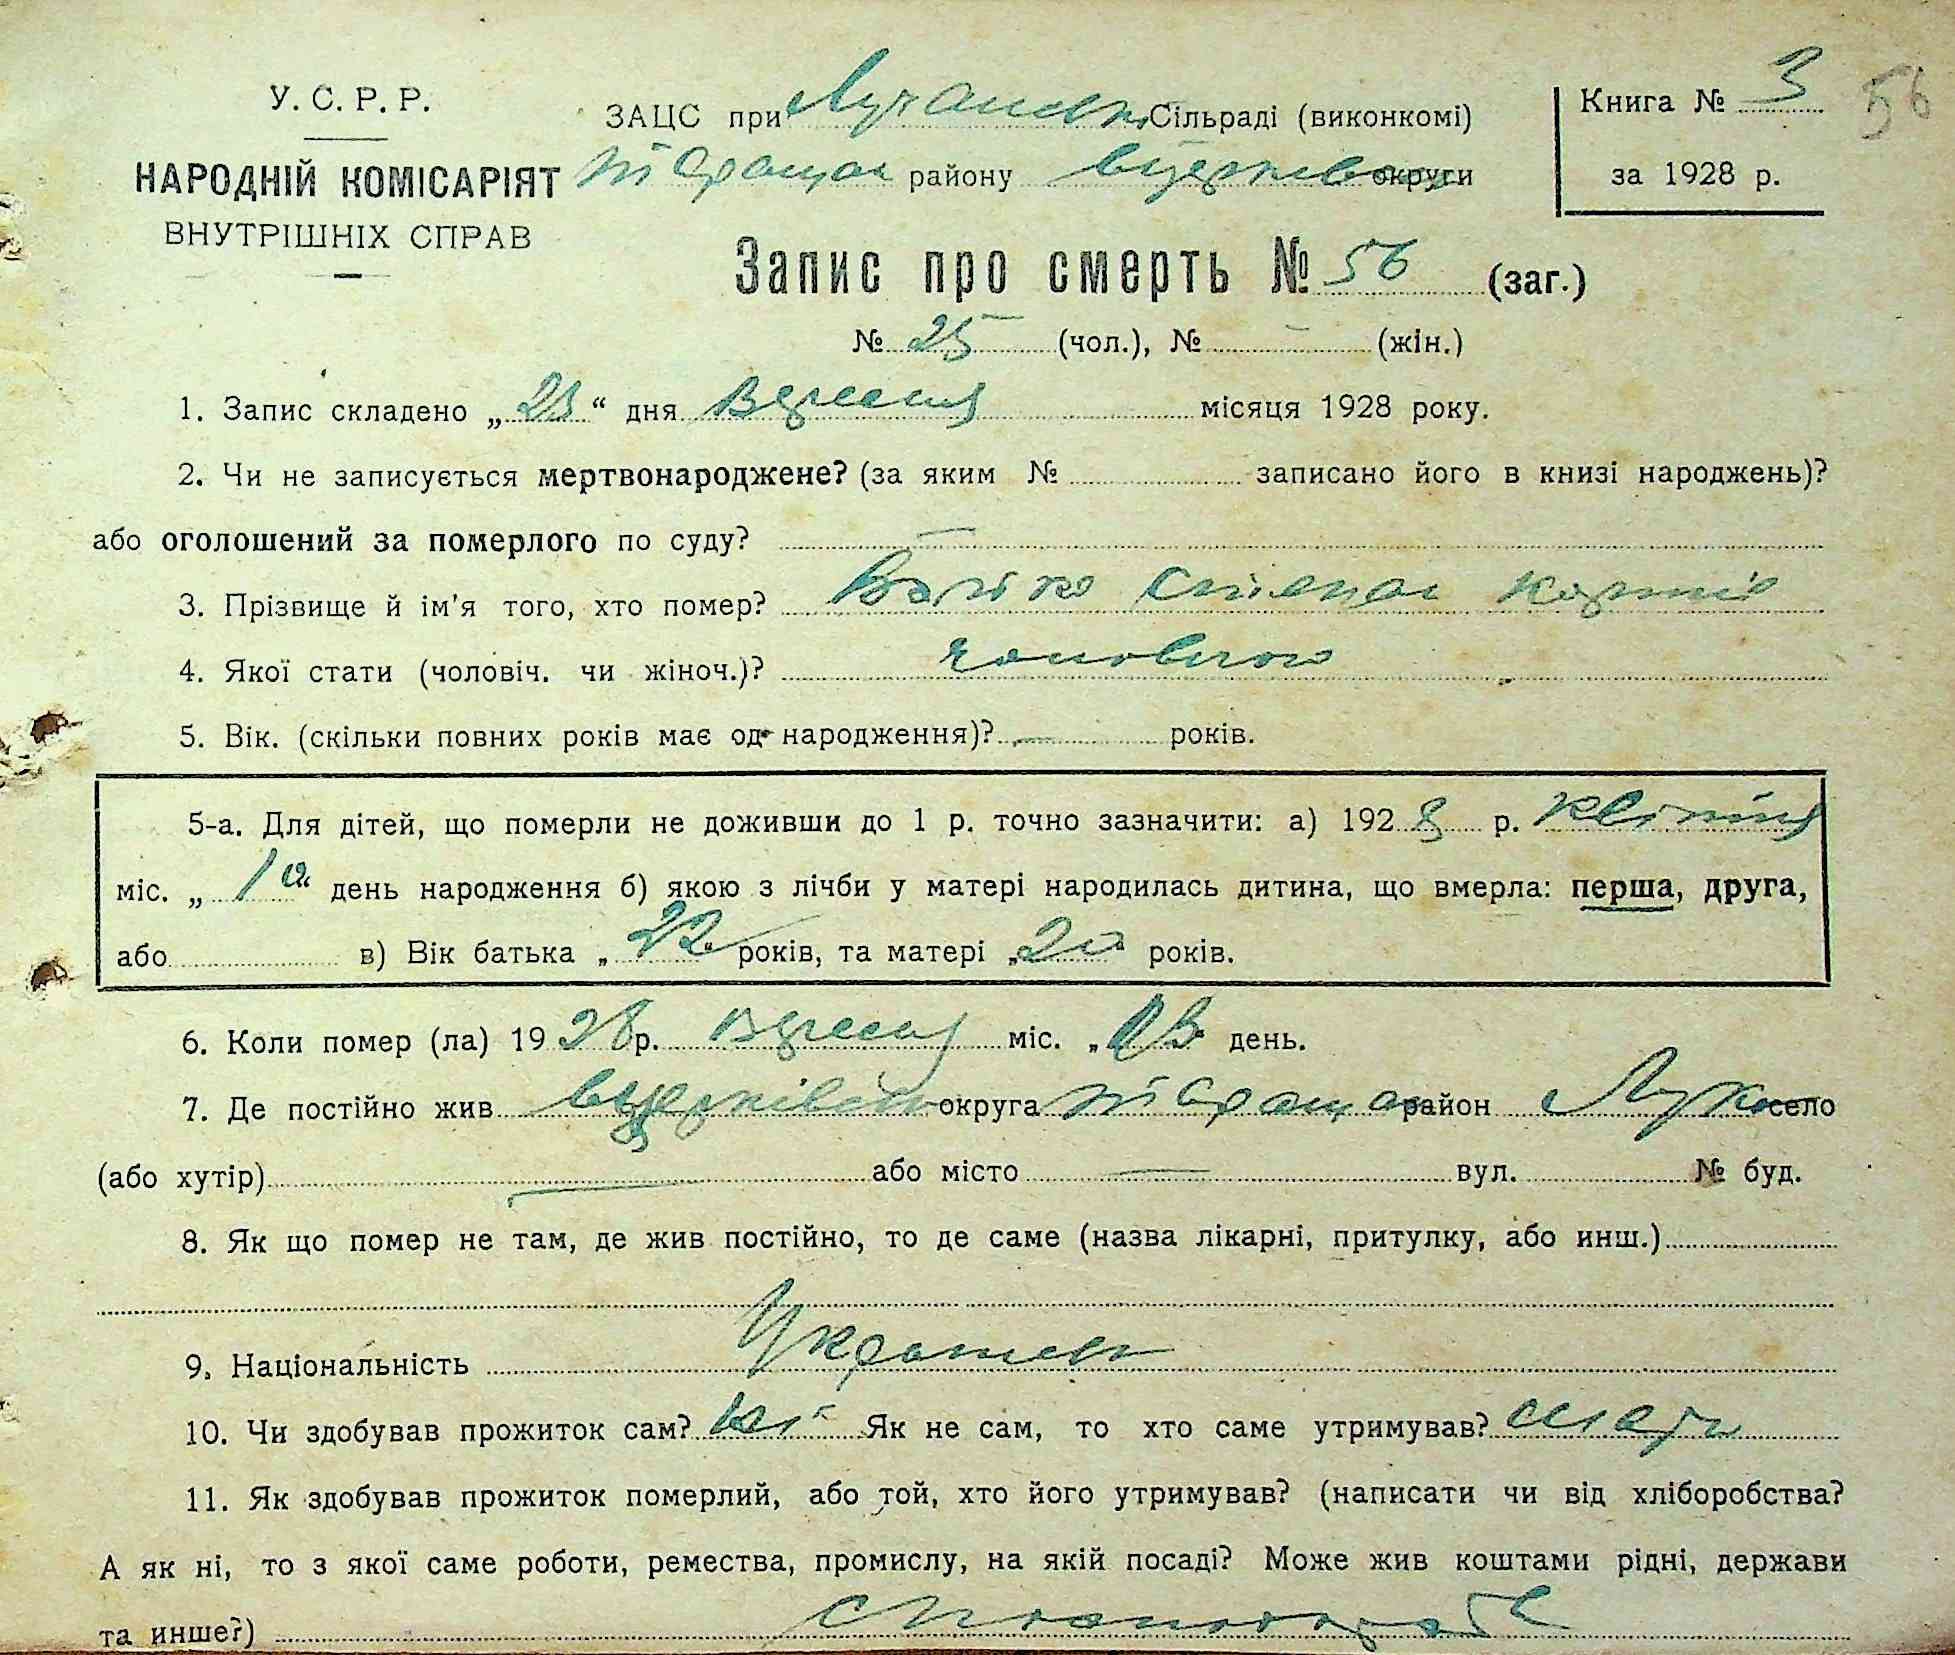 У. С. Р. Р.
НАРОДНІЙ КОМІСАРІЯТ
ВНУТРІШНІХ СПРАВ
ЗАЦС при Сільраді (виконкомі)
району округи
Книга № 3
56
за 1928 р.
Запис про смерть № 56 (заг.)
№ 25 (чол.), № – (жін.)
1. Запис складено „23“ дня Вересня місяця 1928 року.
2. Чи не записується мертвонароджене? (за яким № записано його в книзі народжень)?
або оголошений за померлого по суду? —
3. Прізвище й ім'я того, хто помер? Степан
4. Якої стати (чоловіч. чи жіноч.)?
5. Вік. (скільки повних років має од народження)? — років.
5-а. Для дітей, що померли не доживши до 1 р. точно зазначити: а) 1928 р. Квітня
міс. „10“ день народження б) якою з лічби у матері народилась дитина, що вмерла: перша, друга,
або в) Вік батька „22“ років, та матері „20“ років.
6. Коли помер (ла) 1928 р. Вересня міс. „ день.
7. Де постійно жив округа район село
(або хутір) — або місто — вул. № буд.
8. Як що помер не там, де жив постійно, то де саме (назва лікарні, притулку, або инш.)
9. Національність
10. Чи здобував прожиток сам? Як не сам, то хто саме утримував?
11. Як здобував прожиток померлий, або той, хто його утримував? (написати чи від хліборобства?
А як ні, то з якої саме роботи, ремества, промислу, на якій посаді? Може жив коштами рідні, держави
та инше?)